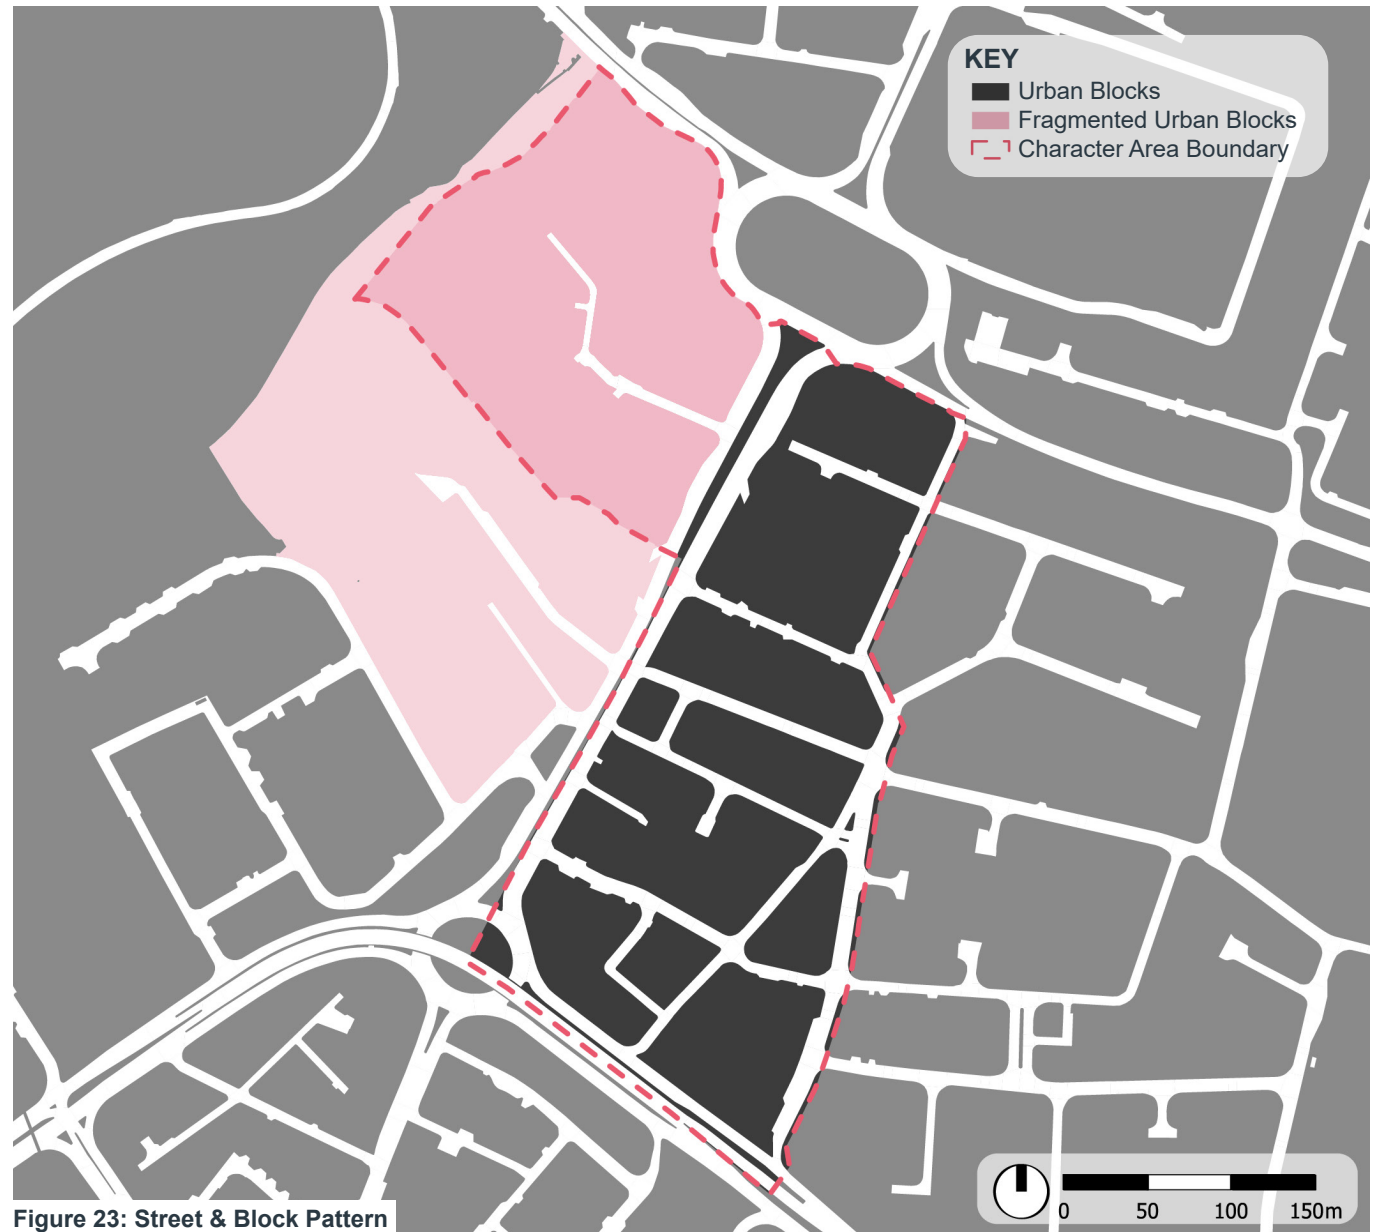 KEY
Urban Blocks
Fragmented Urban Blocks
Character Area Boundary
0 50 100 150m
Figure 23: Street & Block Pattern